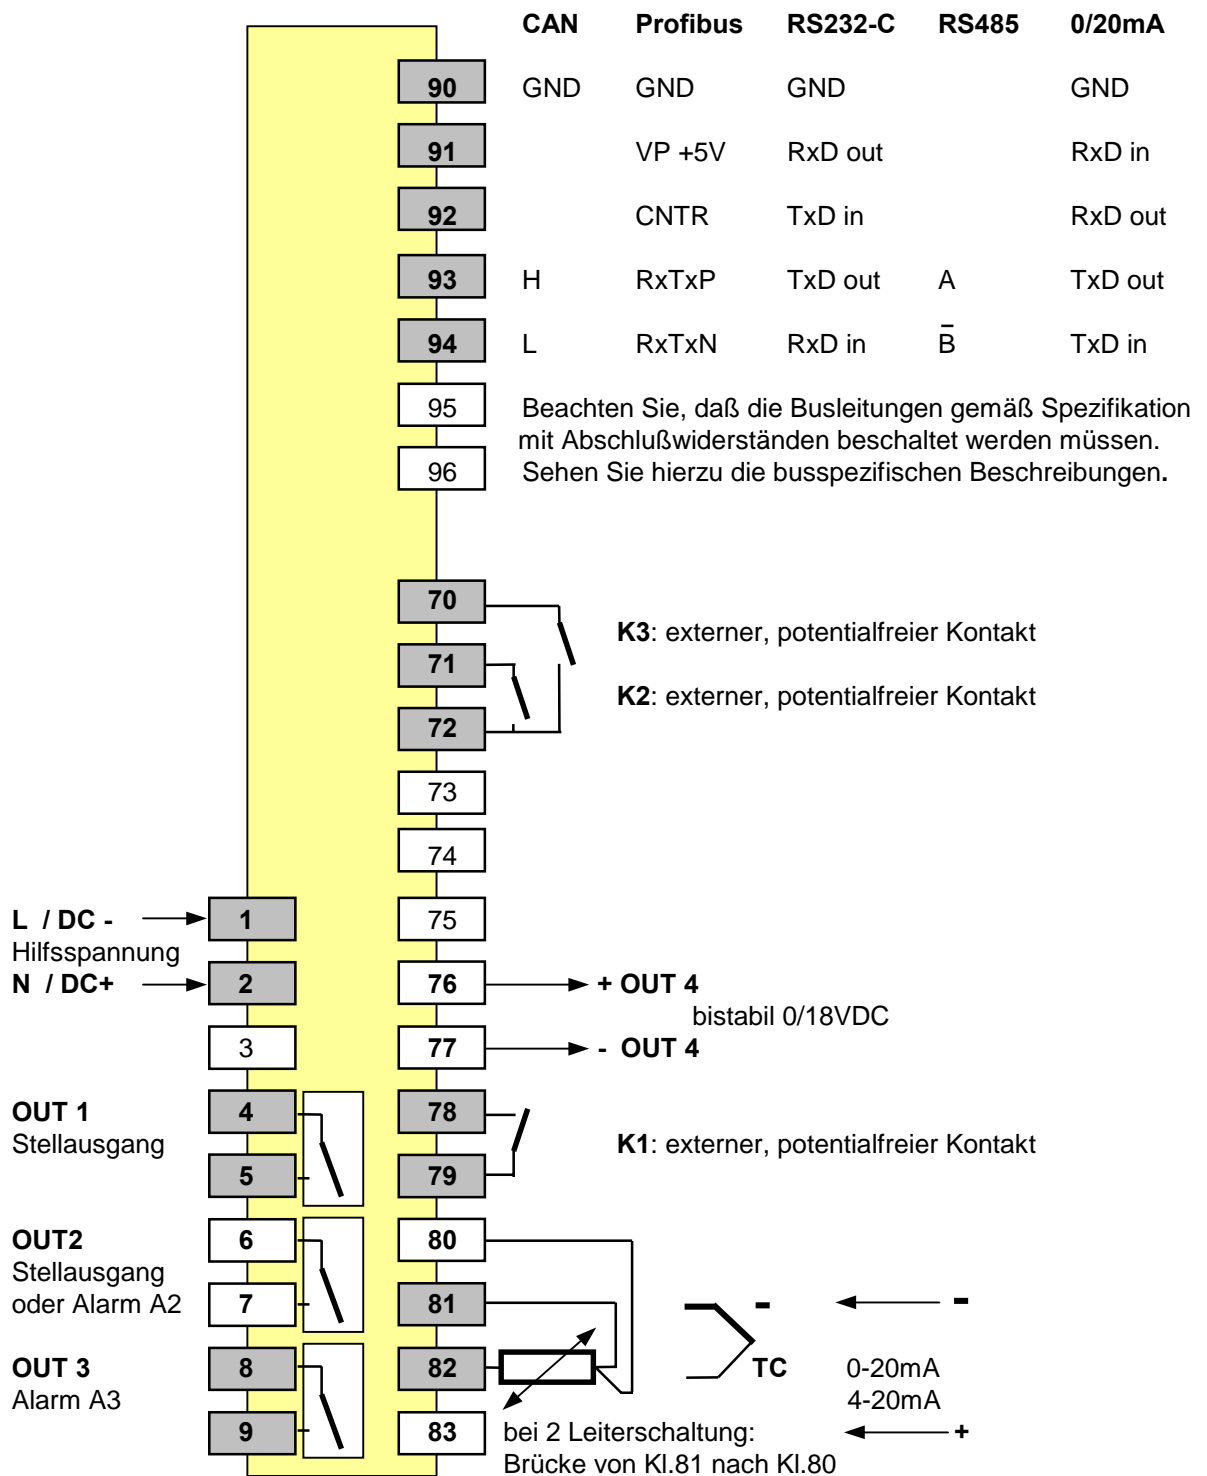 CAN Profibus RS232-C RS485 0/20mA
90 GND GND GND GND
91 VP +5V RxD out RxD in
92 CNTR TxD in RxD out
93 H RxTxP TxD out A TxD out
94 L RxTxN RxD in B̅ TxD in
95 Beachten Sie, daß die Busleitungen gemäß Spezifikation
mit Abschlußwiderständen beschaltet werden müssen.
96 Sehen Sie hierzu die busspezifischen Beschreibungen.
70
K3: externer, potentialfreier Kontakt
71
K2: externer, potentialfreier Kontakt
72
73
74
L / DC - 1 75
Hilfsspannung
N / DC+ 2 76 + OUT 4
bistabil 0/18VDC
3 77 - OUT 4
OUT 1 4 78
Stellausgang K1: externer, potentialfreier Kontakt
5 79
OUT2 6 80
Stellausgang
oder Alarm A2 7 81 - -
OUT 3 8 82 TC 0-20mA
Alarm A3 4-20mA
9 83 bei 2 Leiterschaltung: +
Brücke von Kl.81 nach Kl.80